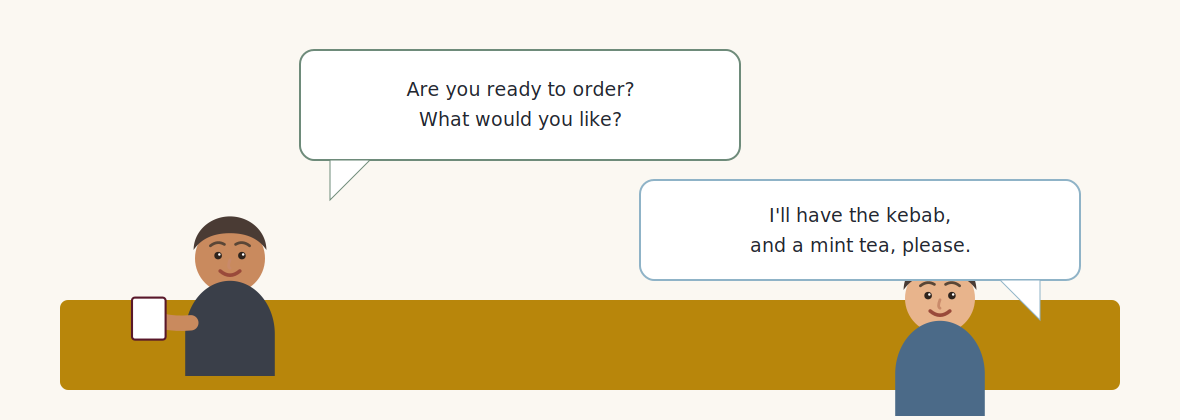 Are you ready to order?
What would you like?
I'll have the kebab,
and a mint tea, please.